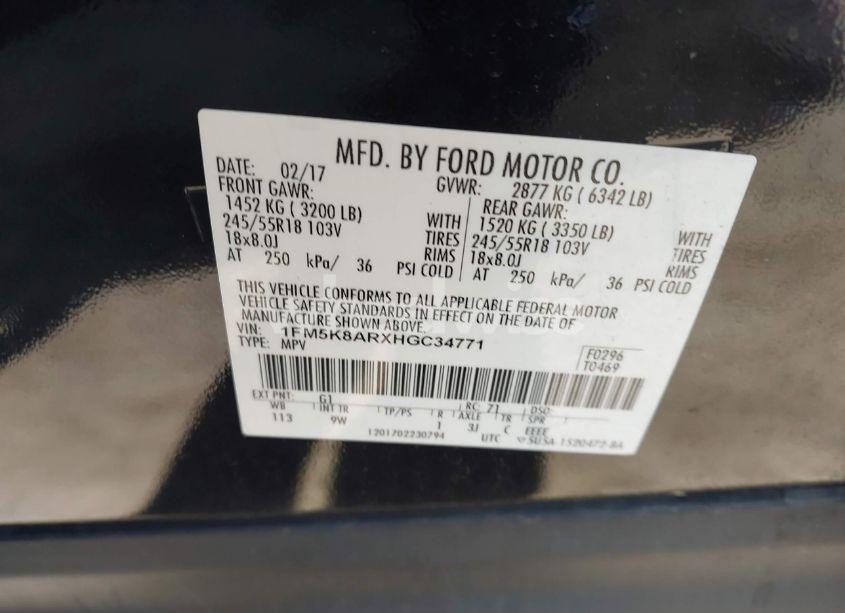 MFD. BY FORD MOTOR CO.
DATE: 02/17 GVWR: 2877 KG ( 6342 LB)
FRONT GAWR: REAR GAWR:
1452 KG ( 3200 LB) WITH 1520 KG ( 3350 LB) WITH
245/55R18 103V TIRES 245/55R18 103V TIRES
18x8.0J RIMS 18x8.0J RIMS
AT 250 kPa/ 36 PSI COLD AT 250 kPa/ 36 PSI COLD
THIS VEHICLE CONFORMS TO ALL APPLICABLE FEDERAL MOTOR
VEHICLE SAFETY STANDARDS IN EFFECT ON THE DATE OF
MANUFACTURE SHOWN ABOVE.
VIN: 1FM5K8ARXHGC34771
TYPE: MPV
F0296
T0469
EXT PNT: G1 RC: 71 DSO:
WB INT TR TP/PS R AXLE TR SPR
113 9W 1 3J C EEEE
1201702230794 UTC